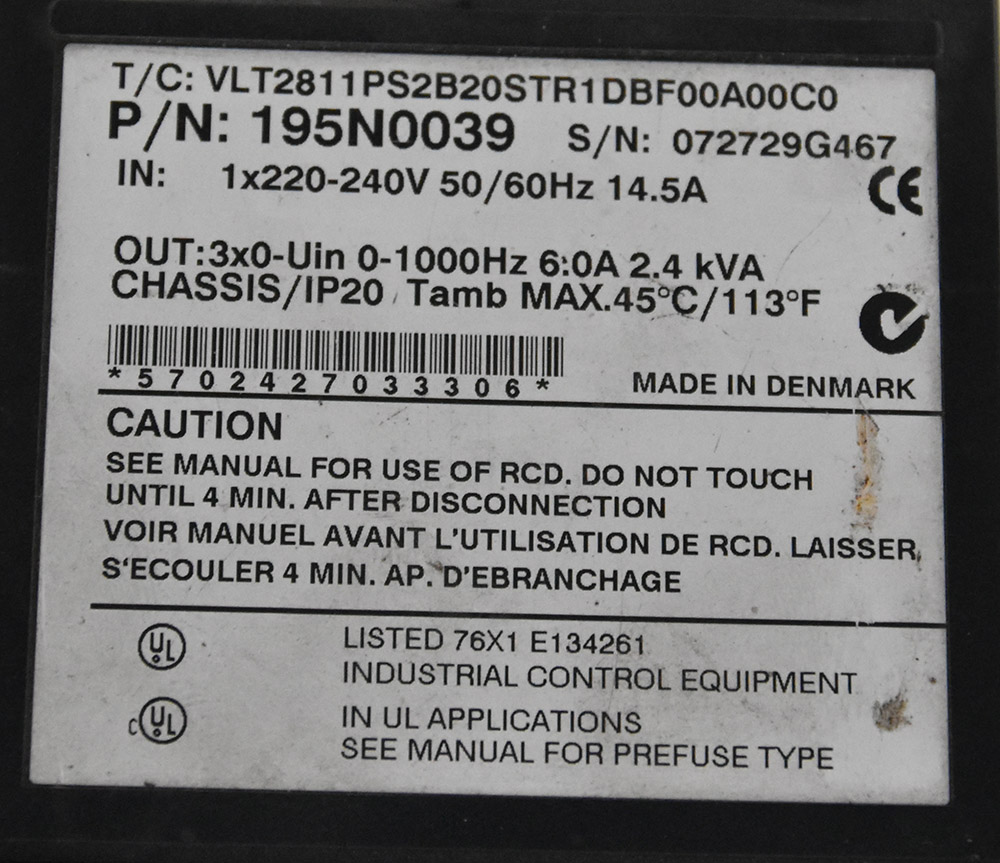 T/C: VLT2811PS2B20STR1DBF00A00C0
P/N: 195N0039 S/N: 072729G467
IN: 1x220-240V 50/60Hz 14.5A
CE
OUT:3x0-Uin 0-1000Hz 6.0A 2.4 kVA
CHASSIS/IP20 Tamb MAX.45°C/113°F
*5702427033306*
MADE IN DENMARK
CAUTION
SEE MANUAL FOR USE OF RCD. DO NOT TOUCH
UNTIL 4 MIN. AFTER DISCONNECTION
VOIR MANUEL AVANT L'UTILISATION DE RCD. LAISSER
S'ECOULER 4 MIN. AP. D'EBRANCHAGE
UL LISTED 76X1 E134261
INDUSTRIAL CONTROL EQUIPMENT
c UL IN UL APPLICATIONS
SEE MANUAL FOR PREFUSE TYPE